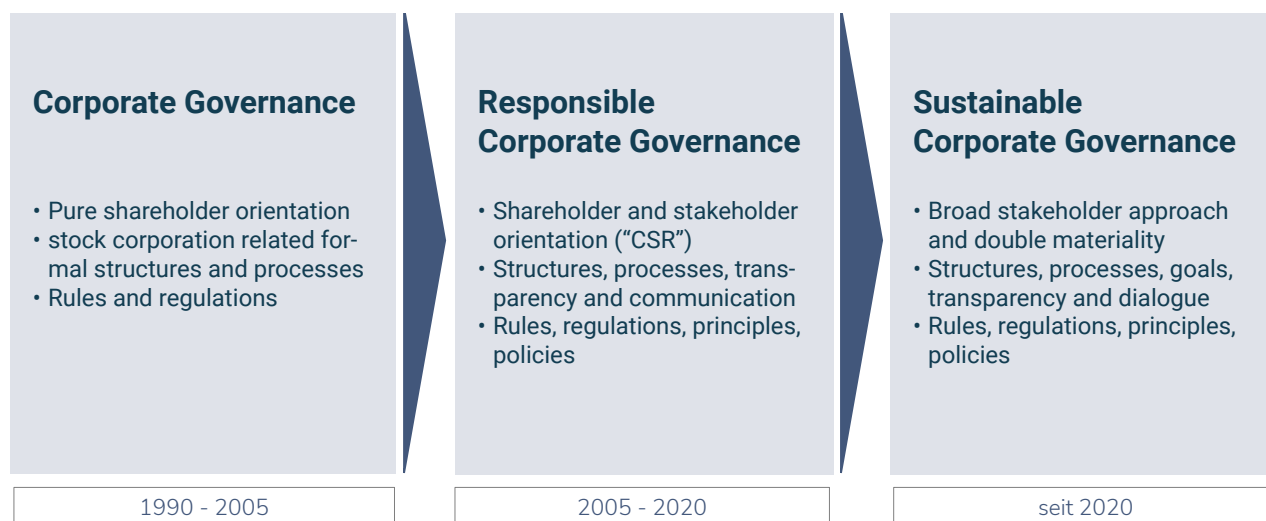 Corporate Governance
• Pure shareholder orientation
• stock corporation related for-
mal structures and processes
• Rules and regulations
1990 - 2005
Responsible
Corporate Governance
• Shareholder and stakeholder
orientation (“CSR”)
• Structures, processes, trans-
parency and communication
• Rules, regulations, principles,
policies
2005 - 2020
Sustainable
Corporate Governance
• Broad stakeholder approach
and double materiality
• Structures, processes, goals,
transparency and dialogue
• Rules, regulations, principles,
policies
seit 2020